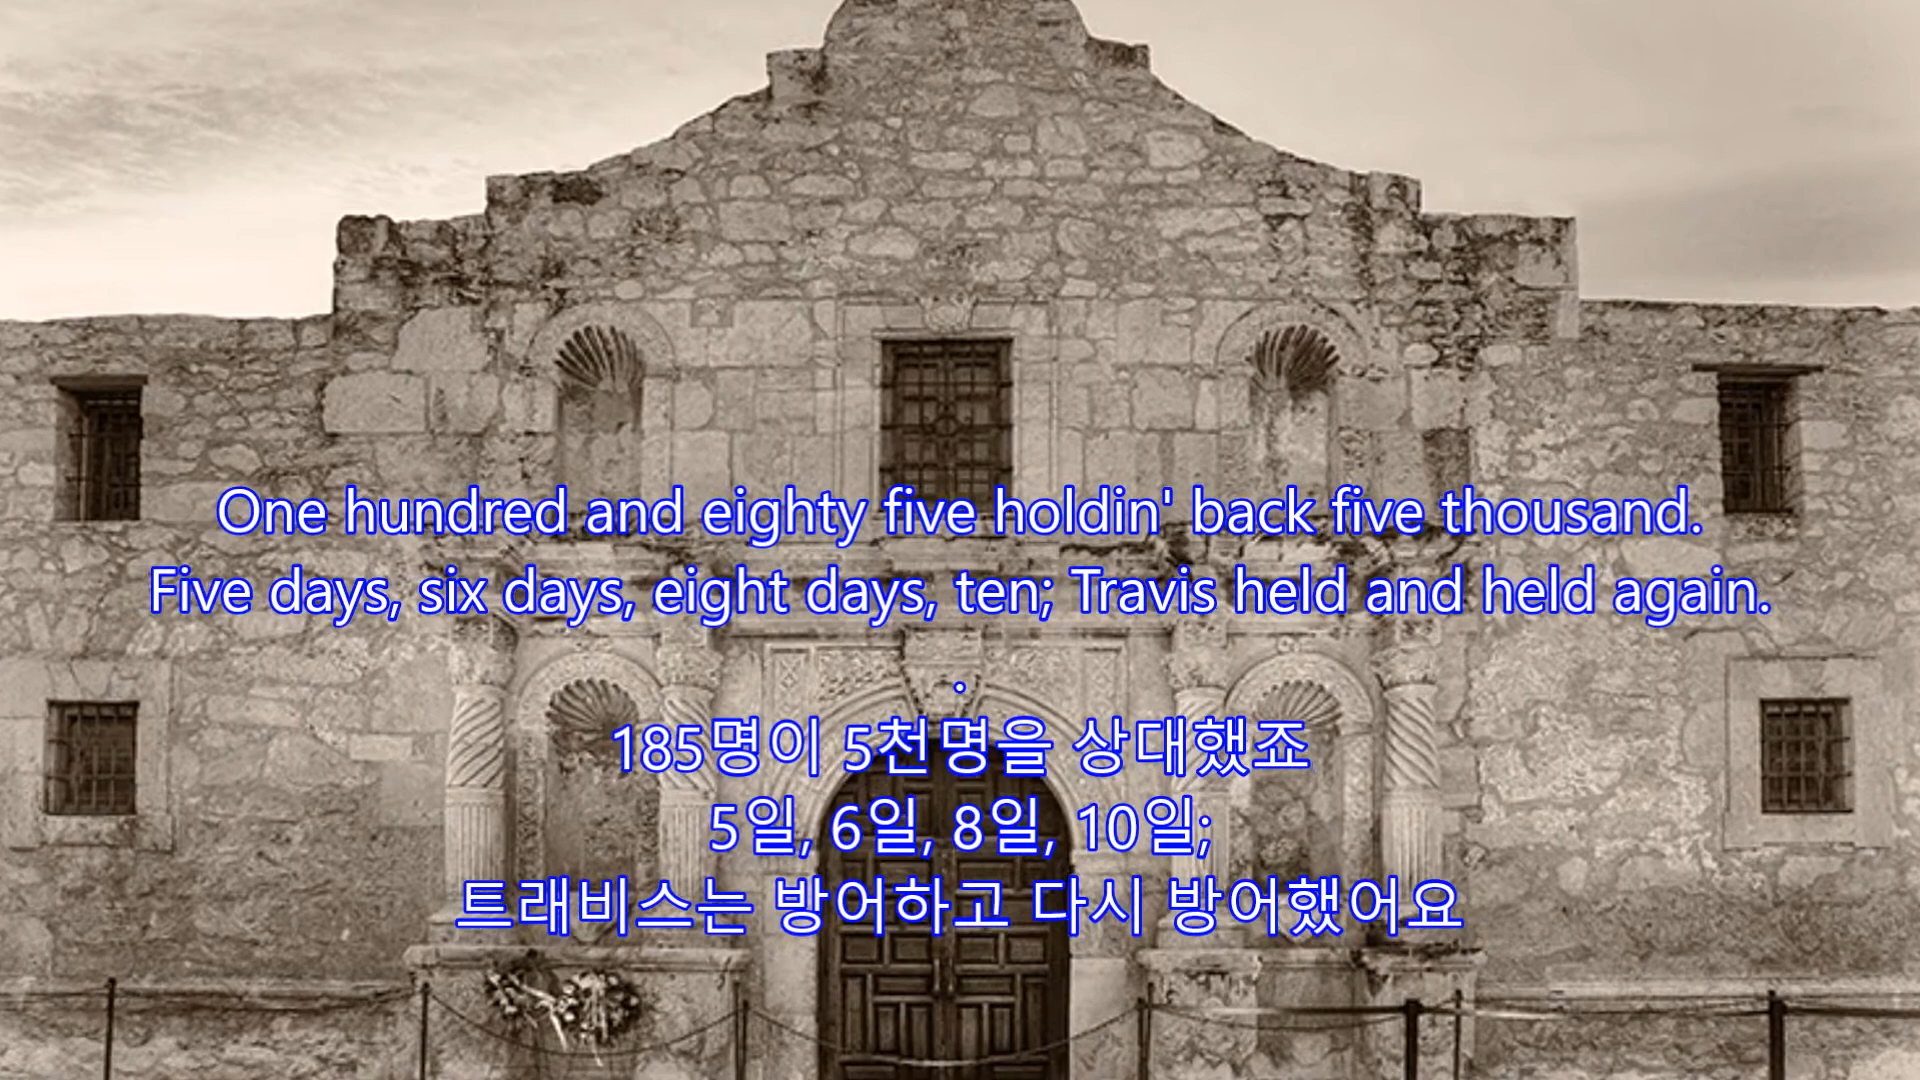 One hundred and eighty five holdin' back five thousand.
Five days, six days, eight days, ten; Travis held and held again.
.
185명이 5천명을 상대했죠
5일, 6일, 8일, 10일;
트래비스는 방어하고 다시 방어했어요